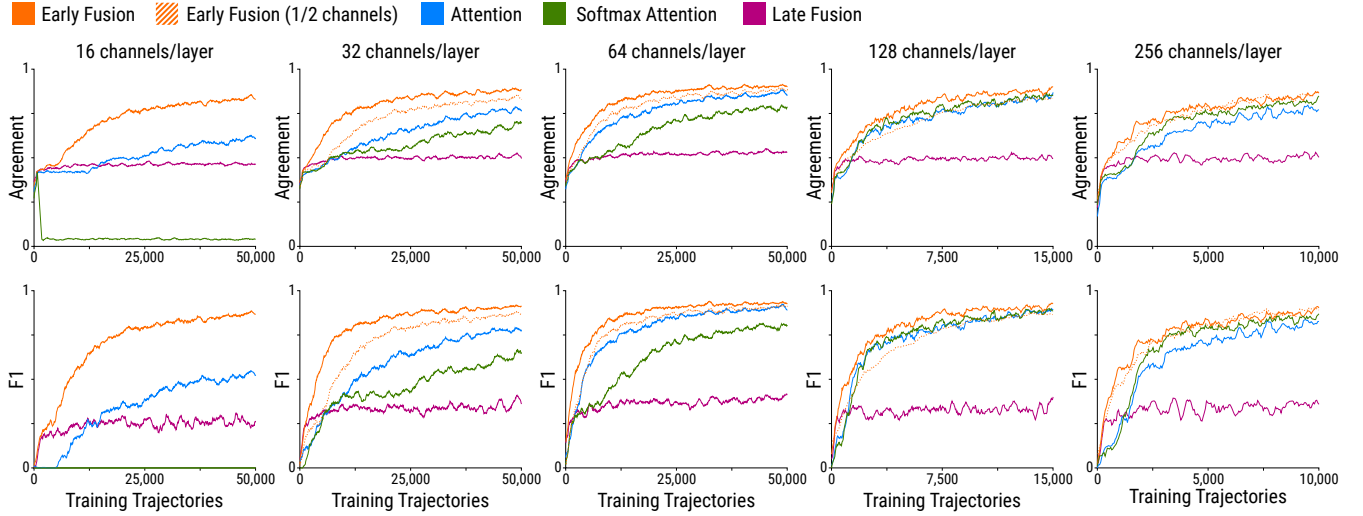 Early Fusion Early Fusion (1/2 channels) Attention Softmax Attention Late Fusion
16 channels/layer 32 channels/layer 64 channels/layer 128 channels/layer 256 channels/layer
1 1 1 1 1
Agreement Agreement Agreement Agreement Agreement
0 0 0 0 0
0 25,000 50,000 0 25,000 50,000 0 25,000 50,000 0 7,500 15,000 0 5,000 10,000
1 1 1 1 1
F1 F1 F1 F1 F1
1 1 1 1 1
0 25,000 50,000 0 25,000 50,000 0 25,000 50,000 0 7,500 15,000 0 5,000 10,000
Training Trajectories Training Trajectories Training Trajectories Training Trajectories Training Trajectories